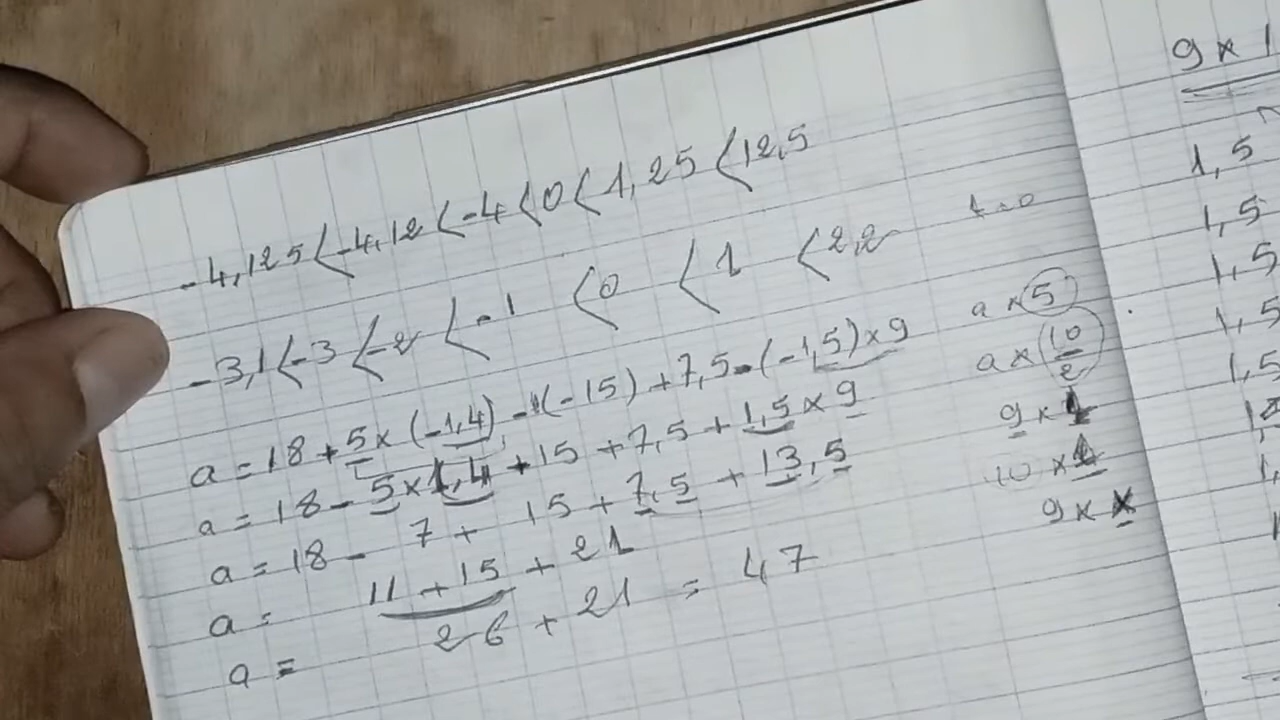 -4,125 < -4,12 < -4 < 0 < 1,25 < 12,5
-3,1 < -3 < -2 < -1 < 0 < 1 < 2,2
a = 18 + 5 × (-1,4) - (-15) + 7,5 - (-1,5) × 9
a = 18 - 5 × 1,4 + 15 + 7,5 + 1,5 × 9
a = 18 - 7 + 15 + 7,5 + 13,5
a = 11 + 15 + 21
a = 26 + 21 = 47
a × 5
a × 10/2
9 × 1
10 ×
9 ×
9 × 1
1,5
1,5
1,5
1,5
1,5